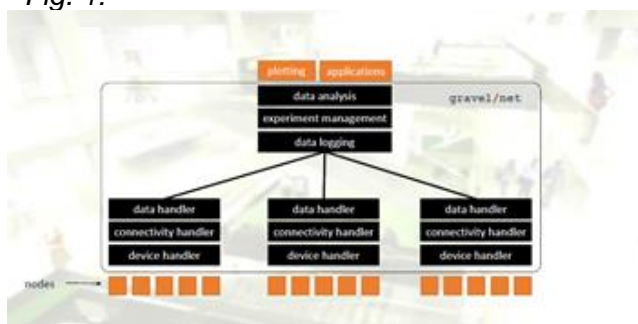 Fig. 1.
plotting applications
data analysis
gravel/net
experiment management
data logging
data handler data handler data handler
connectivity handler connectivity handler connectivity handler
device handler device handler device handler
nodes